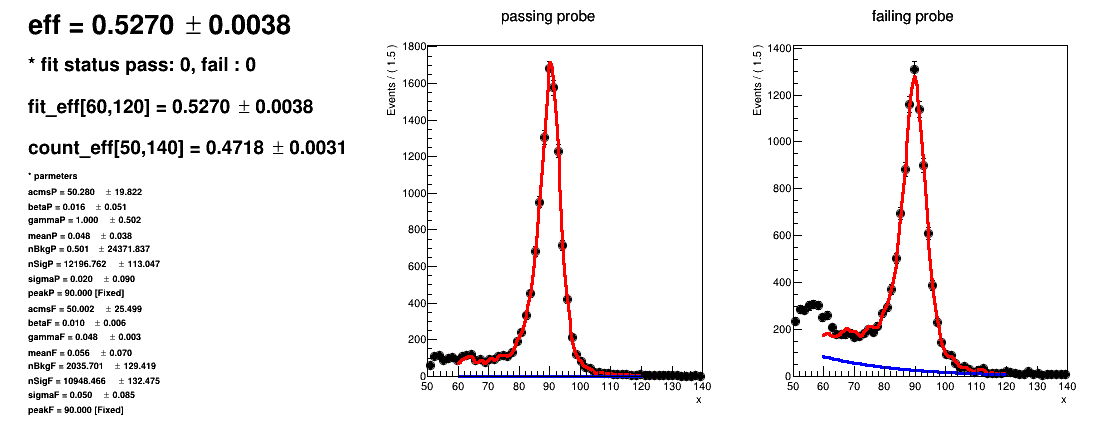 eff = 0.5270 ± 0.0038
* fit status pass: 0, fail : 0
fit_eff[60,120] = 0.5270 ± 0.0038
count_eff[50,140] = 0.4718 ± 0.0031
* parmeters
acmsP = 50.280 ± 19.822
betaP = 0.016 ± 0.051
gammaP = 1.000 ± 0.502
meanP = 0.048 ± 0.038
nBkgP = 0.501 ± 24371.837
nSigP = 12196.762 ± 113.047
sigmaP = 0.020 ± 0.090
peakP = 90.000 [Fixed]
acmsF = 50.002 ± 25.499
betaF = 0.010 ± 0.006
gammaF = 0.048 ± 0.003
meanF = 0.056 ± 0.070
nBkgF = 2035.701 ± 129.419
nSigF = 10948.466 ± 132.475
sigmaF = 0.050 ± 0.085
peakF = 90.000 [Fixed]
passing probe
Events / ( 1.5 )
1800
1600
1400
1200
1000
800
600
400
200
0
50 60 70 80 90 100 110 120 130 140
x
failing probe
Events / ( 1.5 )
1400
1200
1000
800
600
400
200
0
50 60 70 80 90 100 110 120 130 140
x